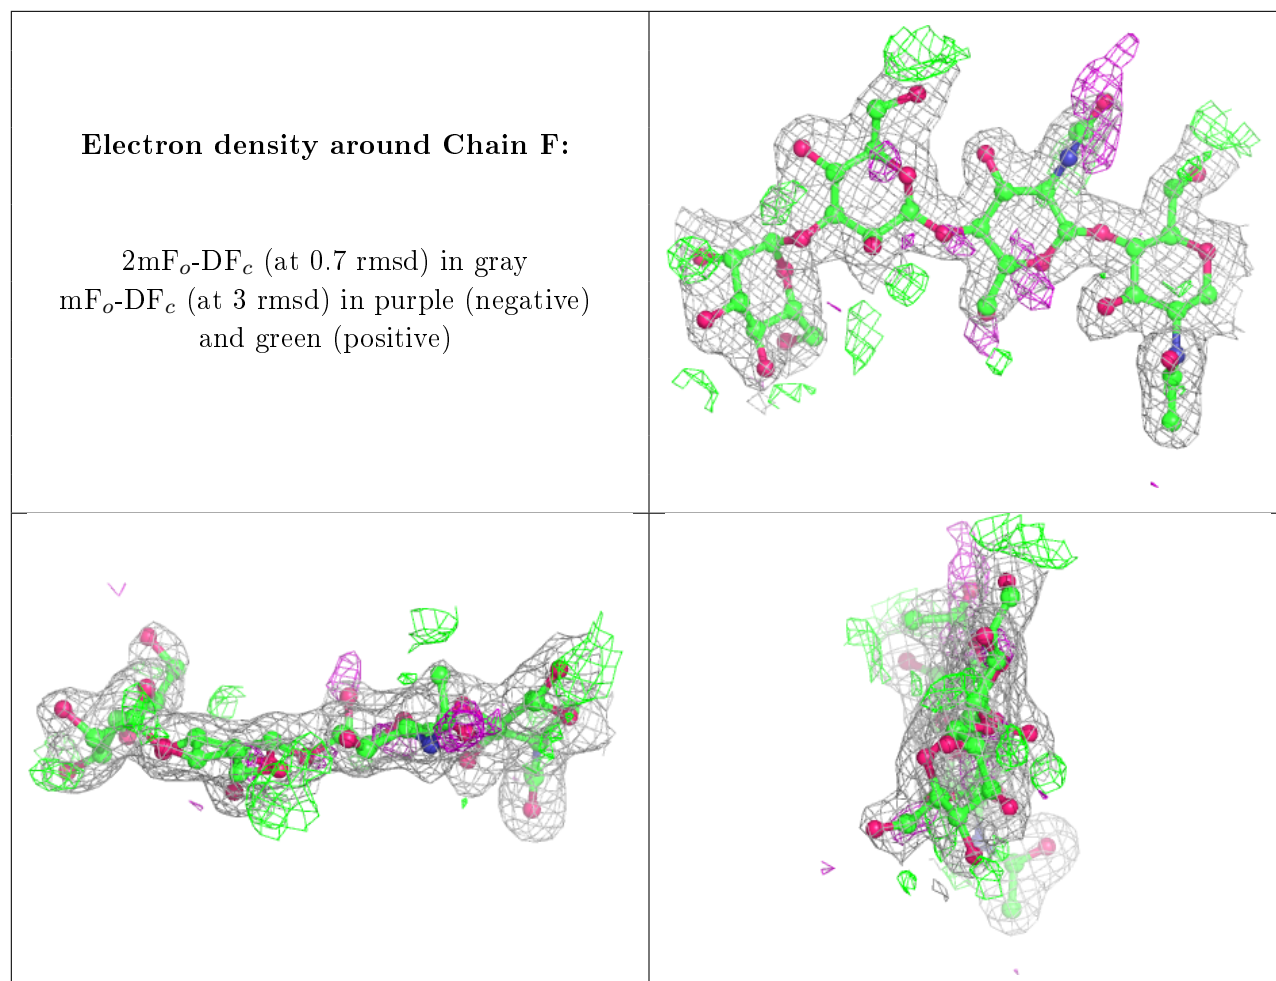 Electron density around Chain F:
2mFₒ-DF𝒸 (at 0.7 rmsd) in gray
mFₒ-DF𝒸 (at 3 rmsd) in purple (negative)
and green (positive)